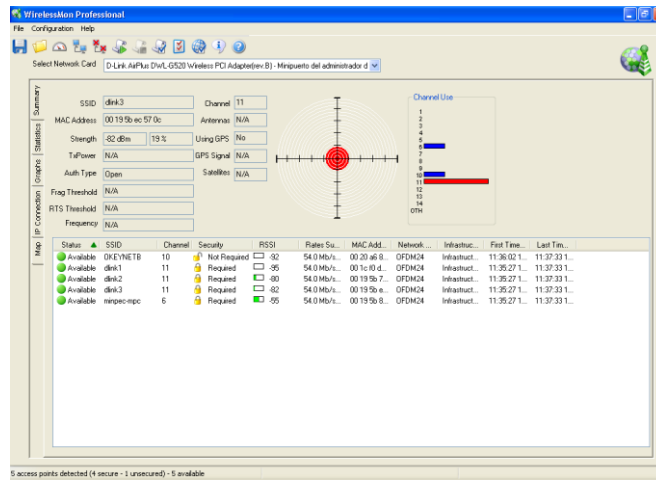 WirelessMon Professional
File Configuration Help
Select Network Card D-Link AirPlus DWL-G520 Wireless PCI Adapter(rev.B) - Minipuerto del administrador d
Summary
Statistics
Graphs
IP Connection
Map
SSID dlink3 Channel 11
MAC Address 00 19 5b ec 57 0c Antennas N/A
Strength -82 dBm 19 % Using GPS No
TxPower N/A GPS Signal N/A
Auth Type Open Satelites N/A
Frag Threshold N/A
RTS Threshold N/A
Frequency N/A
Channel Use
1
2
3
4
5
6
7
8
9
10
11
12
13
14
OTH
Status SSID Channel Security RSSI Rates Su... MAC Add... Network ... Infrastruc... First Time... Last Tim...
Available OKEYNETB 10 Not Required -92 54.0 Mb/s... 00 20 a6 8... OFDM24 Infrastruct... 11:36:02 1... 11:37:33 1...
Available dlink1 11 Required -95 54.0 Mb/s... 00 1c f0 d... OFDM24 Infrastruct... 11:35:27 1... 11:37:33 1...
Available dlink2 11 Required -80 54.0 Mb/s... 00 19 5b 7... OFDM24 Infrastruct... 11:35:27 1... 11:37:33 1...
Available dlink3 11 Required -82 54.0 Mb/s... 00 19 5b e... OFDM24 Infrastruct... 11:35:27 1... 11:37:33 1...
Available minpec-mpc 6 Required -55 54.0 Mb/s... 00 19 5b 8... OFDM24 Infrastruct... 11:35:27 1... 11:37:33 1...
5 access points detected (4 secure - 1 unsecured) - 5 available